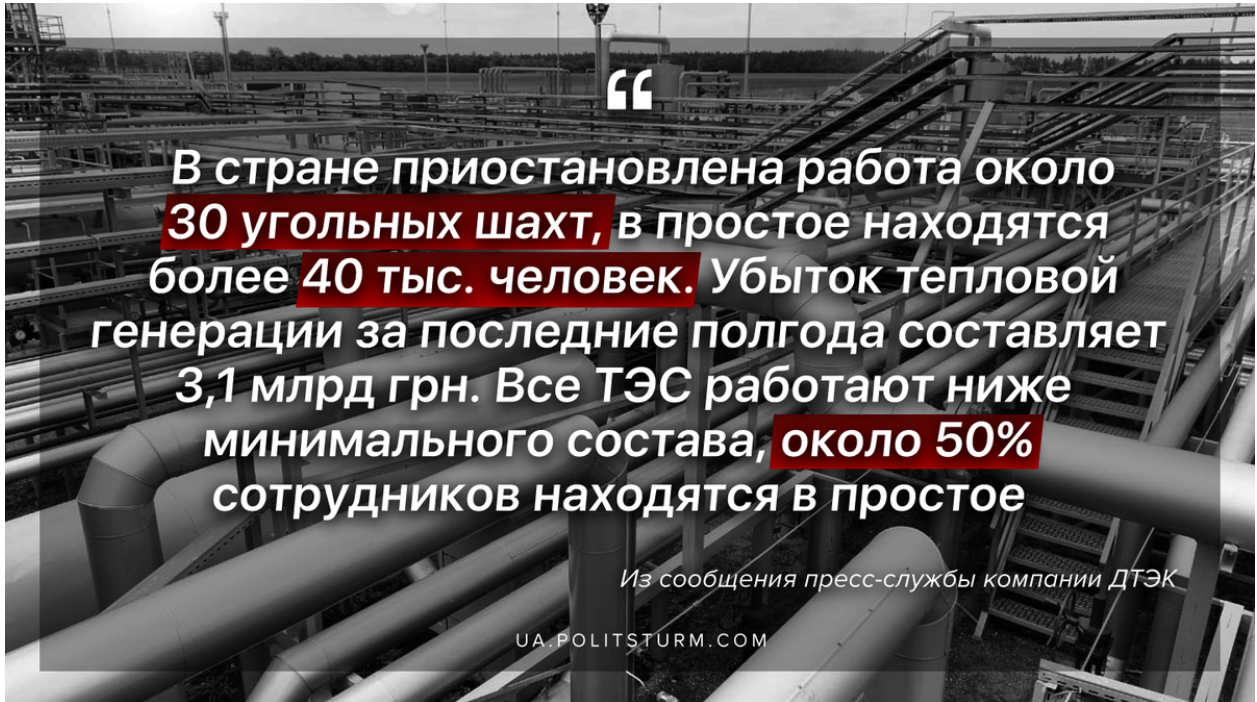 “
В стране приостановлена работа около
30 угольных шахт, в простое находятся
более 40 тыс. человек. Убыток тепловой
генерации за последние полгода составляет
3,1 млрд грн. Все ТЭС работают ниже
минимального состава, около 50%
сотрудников находятся в простое
Из сообщения пресс-службы компании ДТЭК
UA.POLITSTURM.COM